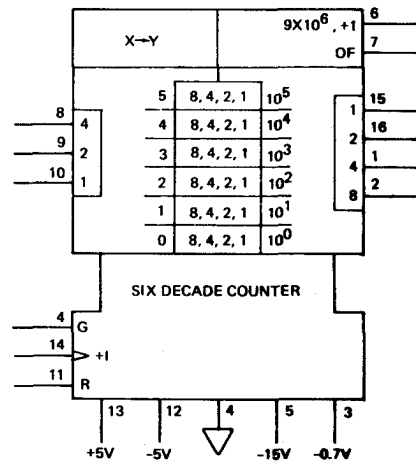 6
9X10⁶, +1
X→Y
7
OF
5 8, 4, 2, 1 10⁵
15
8
4
4 8, 4, 2, 1 10⁴
1
16
9
2
3 8, 4, 2, 1 10³
2
1
10
1
2 8, 4, 2, 1 10²
4
2
1 8, 4, 2, 1 10¹
8
0 8, 4, 2, 1 10⁰
SIX DECADE COUNTER
4
G
14
+1
11
R
13 12 4 5 3
+5V -5V -15V -0.7V